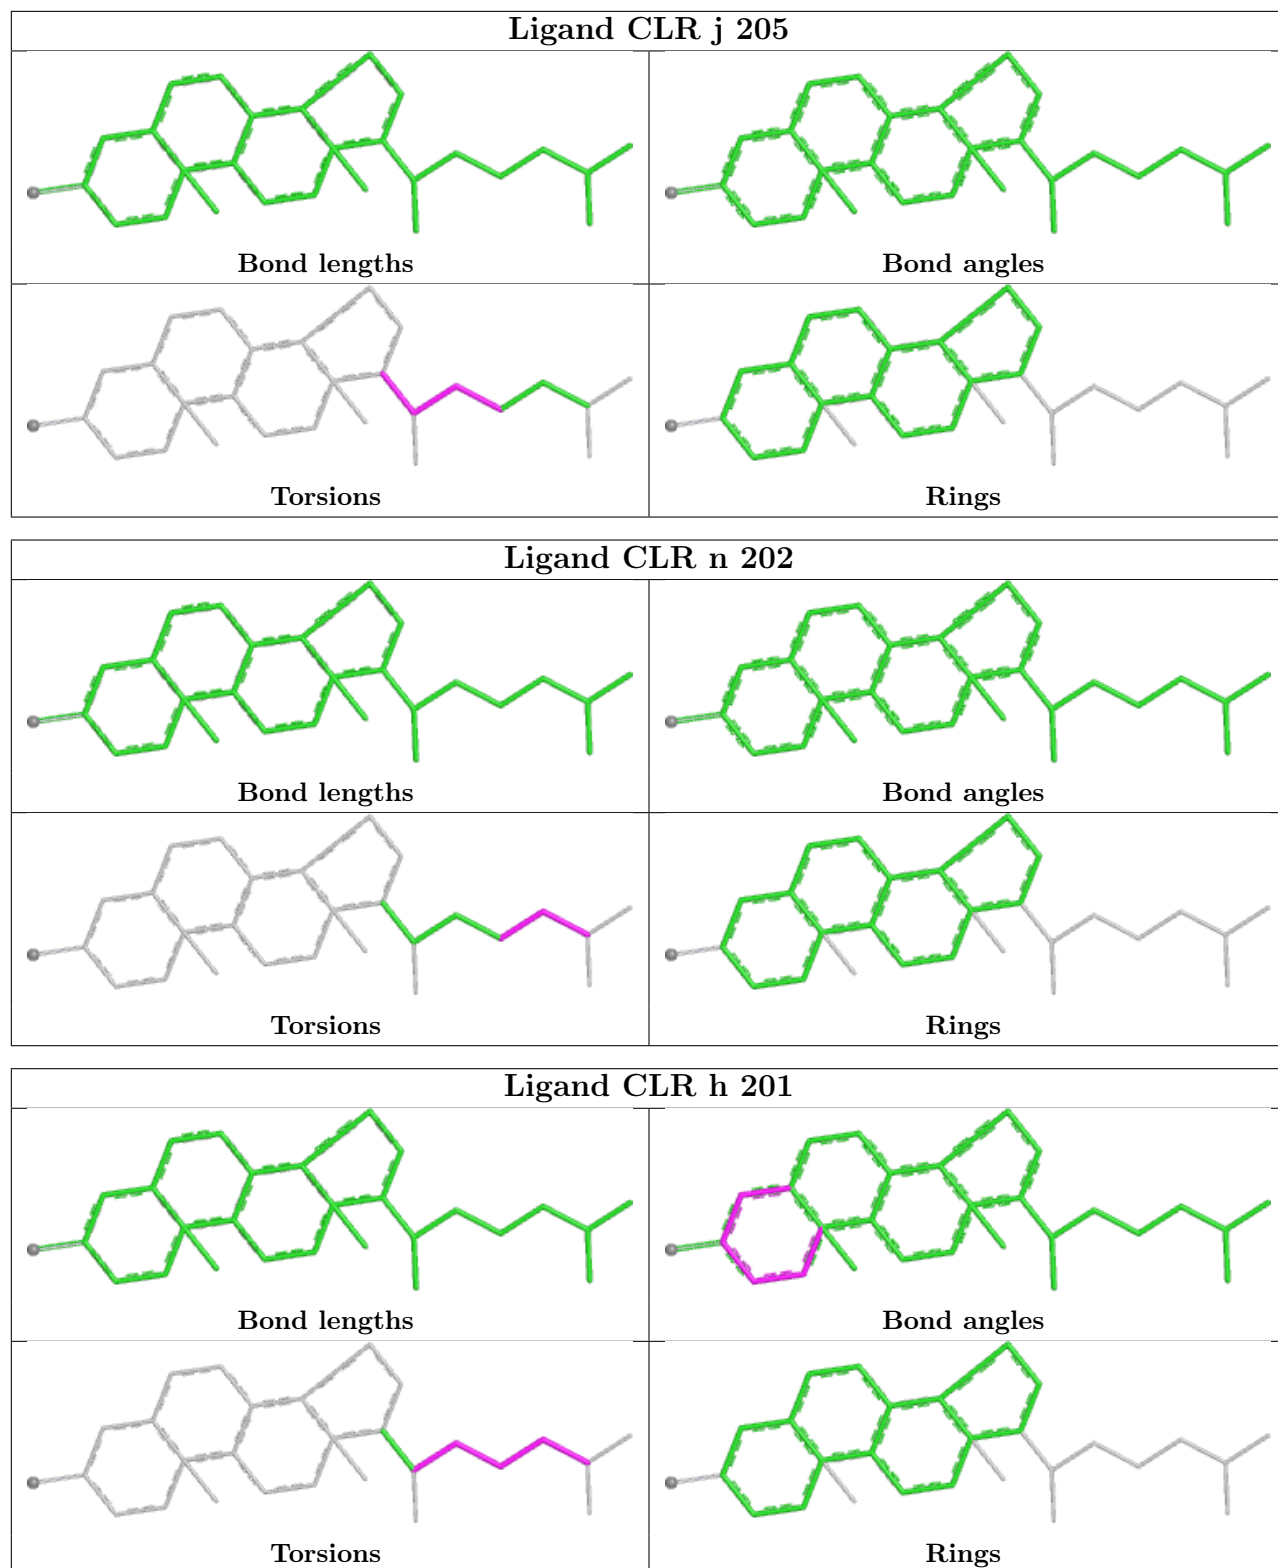 Ligand CLR j 205
Bond lengths
Bond angles
Torsions
Rings
Ligand CLR n 202
Bond lengths
Bond angles
Torsions
Rings
Ligand CLR h 201
Bond lengths
Bond angles
Torsions
Rings